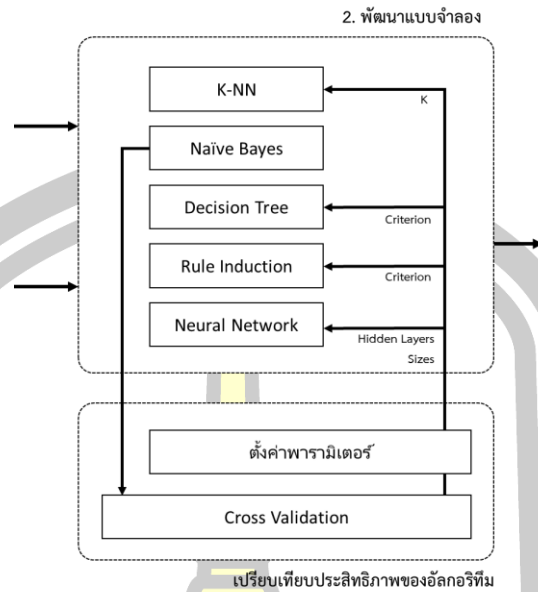 2. พัฒนาแบบจำลอง
K-NN
K
Naïve Bayes
Decision Tree
Criterion
Rule Induction
Criterion
Neural Network
Hidden Layers
Sizes
ตั้งค่าพารามิเตอร์
Cross Validation
เปรียบเทียบประสิทธิภาพของอัลกอริทึม